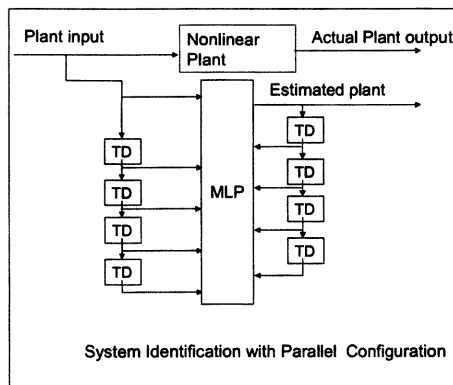 Plant input
Nonlinear
Plant
Actual Plant output
Estimated plant
TD
TD
TD
TD
MLP
TD
TD
TD
TD
System Identification with Parallel Configuration